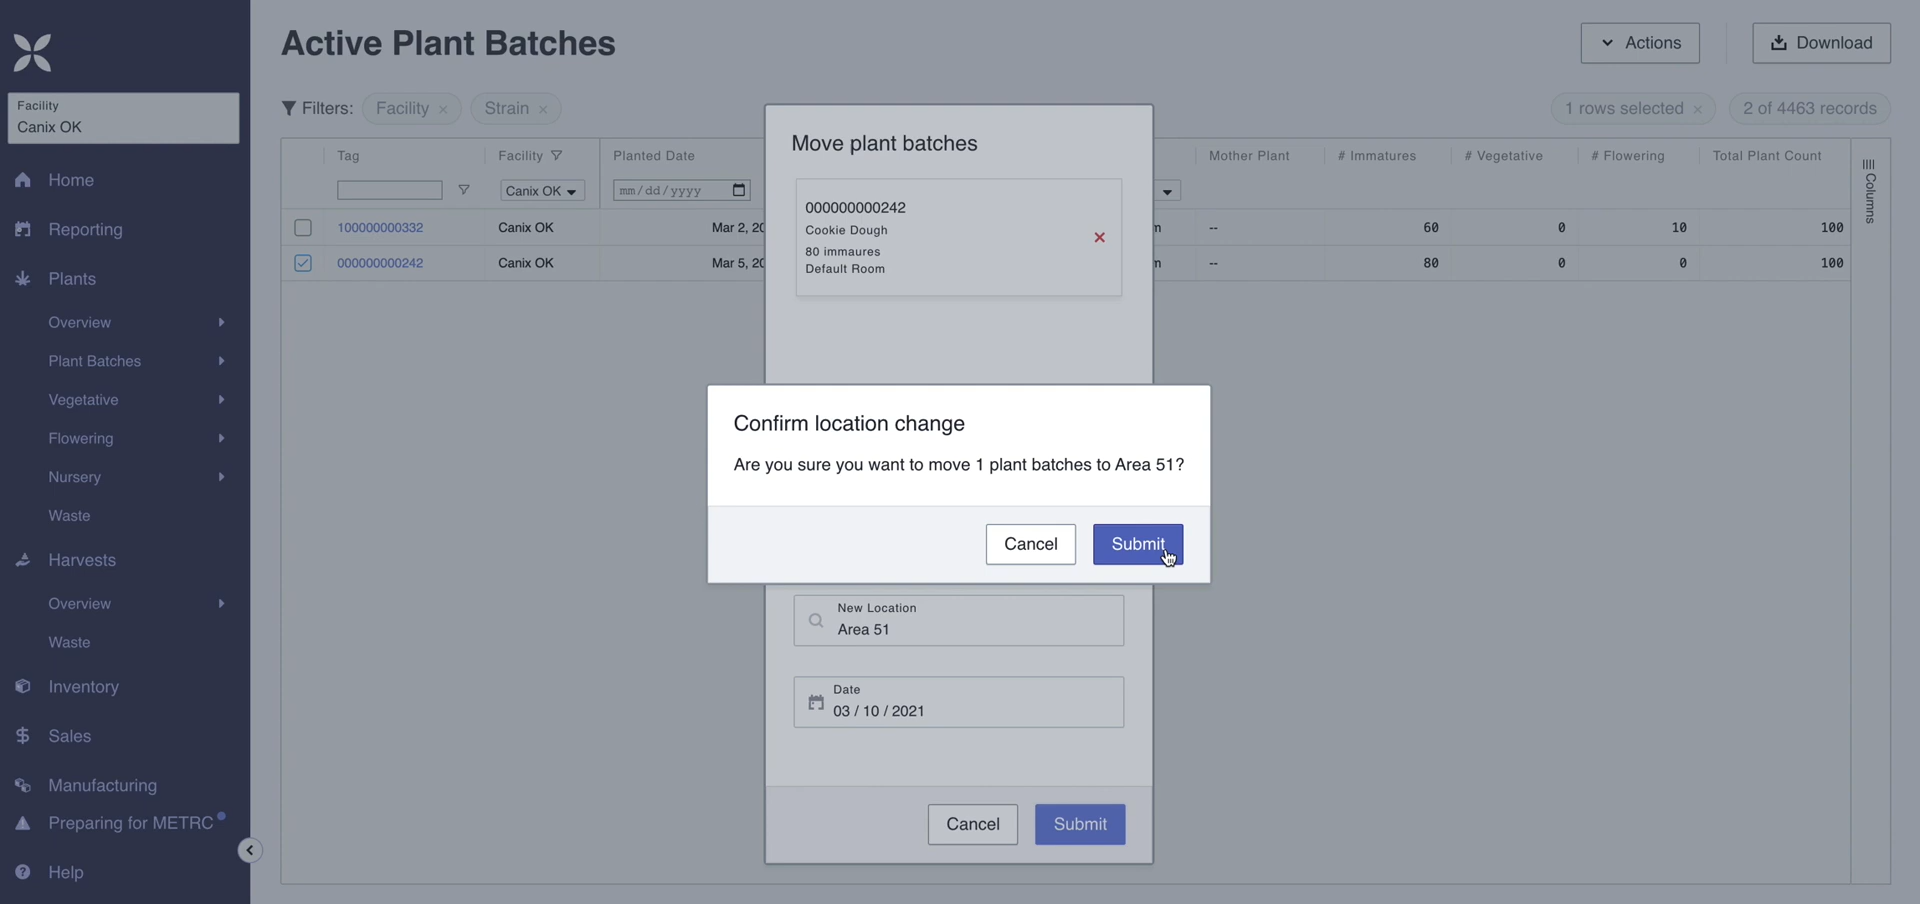 Active Plant Batches
Actions
Download
Facility
Canix OK
Filters:
Facility ×
Strain ×
1 rows selected ×
2 of 4463 records
Home
Reporting
Plants
Overview
Plant Batches
Vegetative
Flowering
Nursery
Waste
Harvests
Overview
Waste
Inventory
Sales
Manufacturing
Preparing for METRC
Help
Tag
Facility
Planted Date
Mother Plant
# Immatures
# Vegetative
# Flowering
Total Plant Count
Columns
Canix OK
mm/dd/yyyy
100000000332
Canix OK
Mar 2, 20
--
60
0
10
100
000000000242
Canix OK
Mar 5, 20
--
80
0
0
100
Move plant batches
000000000242
Cookie Dough
80 immaures
Default Room
Confirm location change
Are you sure you want to move 1 plant batches to Area 51?
Cancel
Submit
New Location
Area 51
Date
03 / 10 / 2021
Cancel
Submit